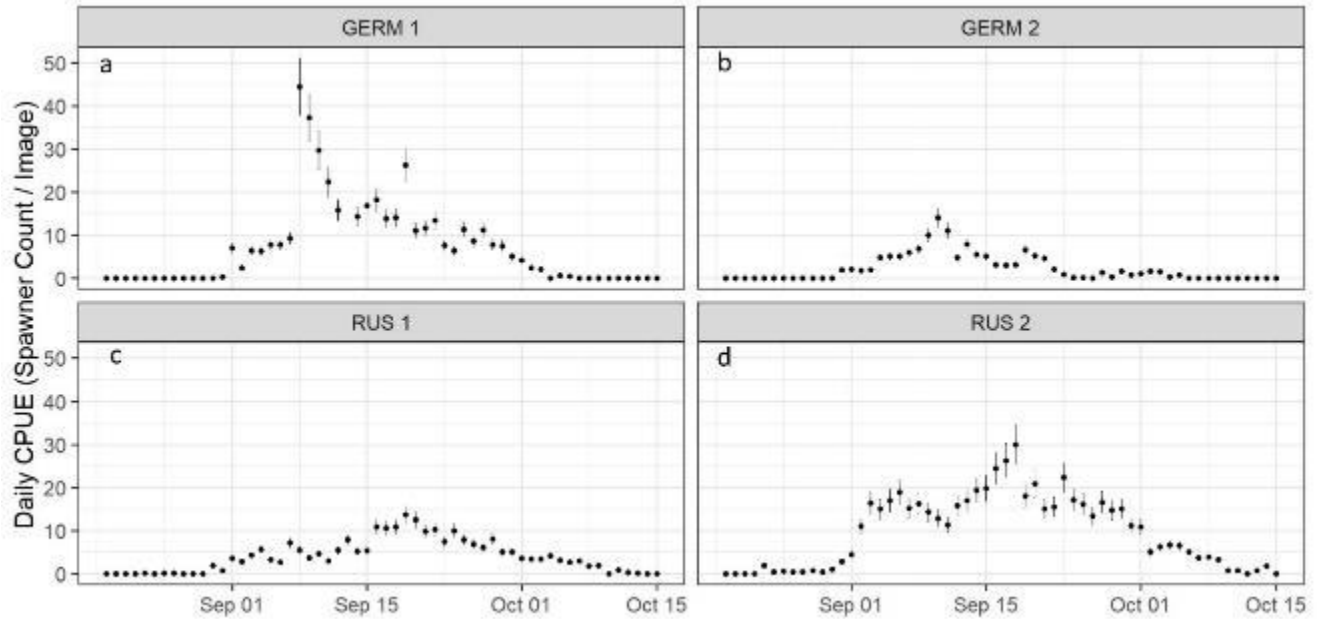 GERM 1
GERM 2
a
b
50
40
30
20
10
0
Daily CPUE (Spawner Count / Image)
RUS 1
RUS 2
c
d
50
40
30
20
10
0
Sep 01
Sep 15
Oct 01
Oct 15
Sep 01
Sep 15
Oct 01
Oct 15